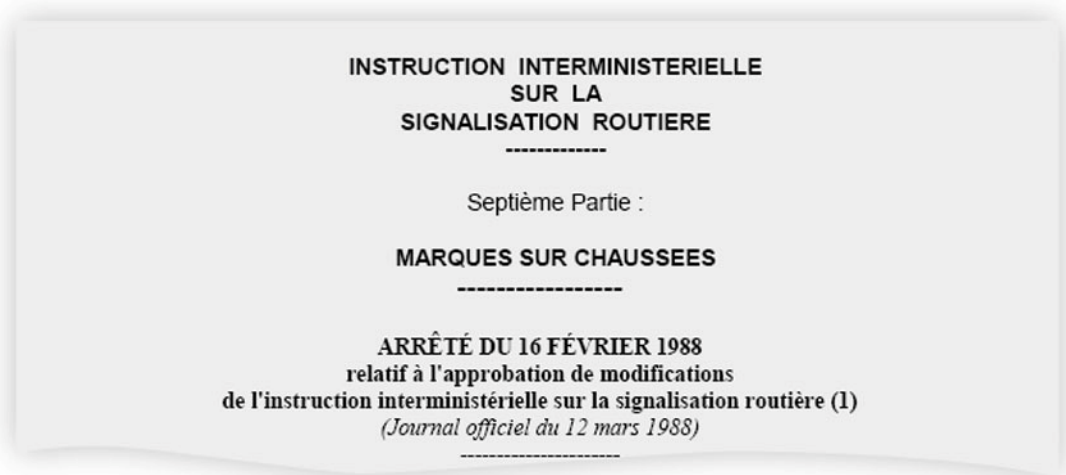 INSTRUCTION INTERMINISTERIELLE
SUR LA
SIGNALISATION ROUTIERE
-------------
Septième Partie :
MARQUES SUR CHAUSSEES
-----------------
ARRÊTÉ DU 16 FÉVRIER 1988
relatif à l'approbation de modifications
de l'instruction interministérielle sur la signalisation routière (1)
(Journal officiel du 12 mars 1988)
----------------------